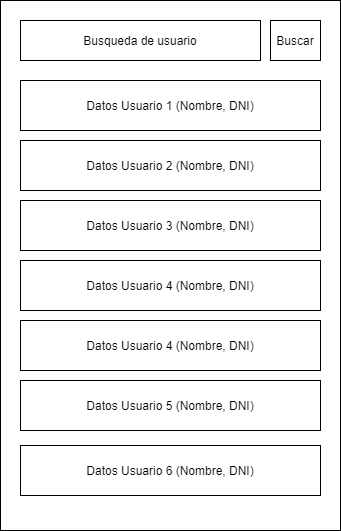 Busqueda de usuario
Buscar
Datos Usuario 1 (Nombre, DNI)
Datos Usuario 2 (Nombre, DNI)
Datos Usuario 3 (Nombre, DNI)
Datos Usuario 4 (Nombre, DNI)
Datos Usuario 4 (Nombre, DNI)
Datos Usuario 5 (Nombre, DNI)
Datos Usuario 6 (Nombre, DNI)